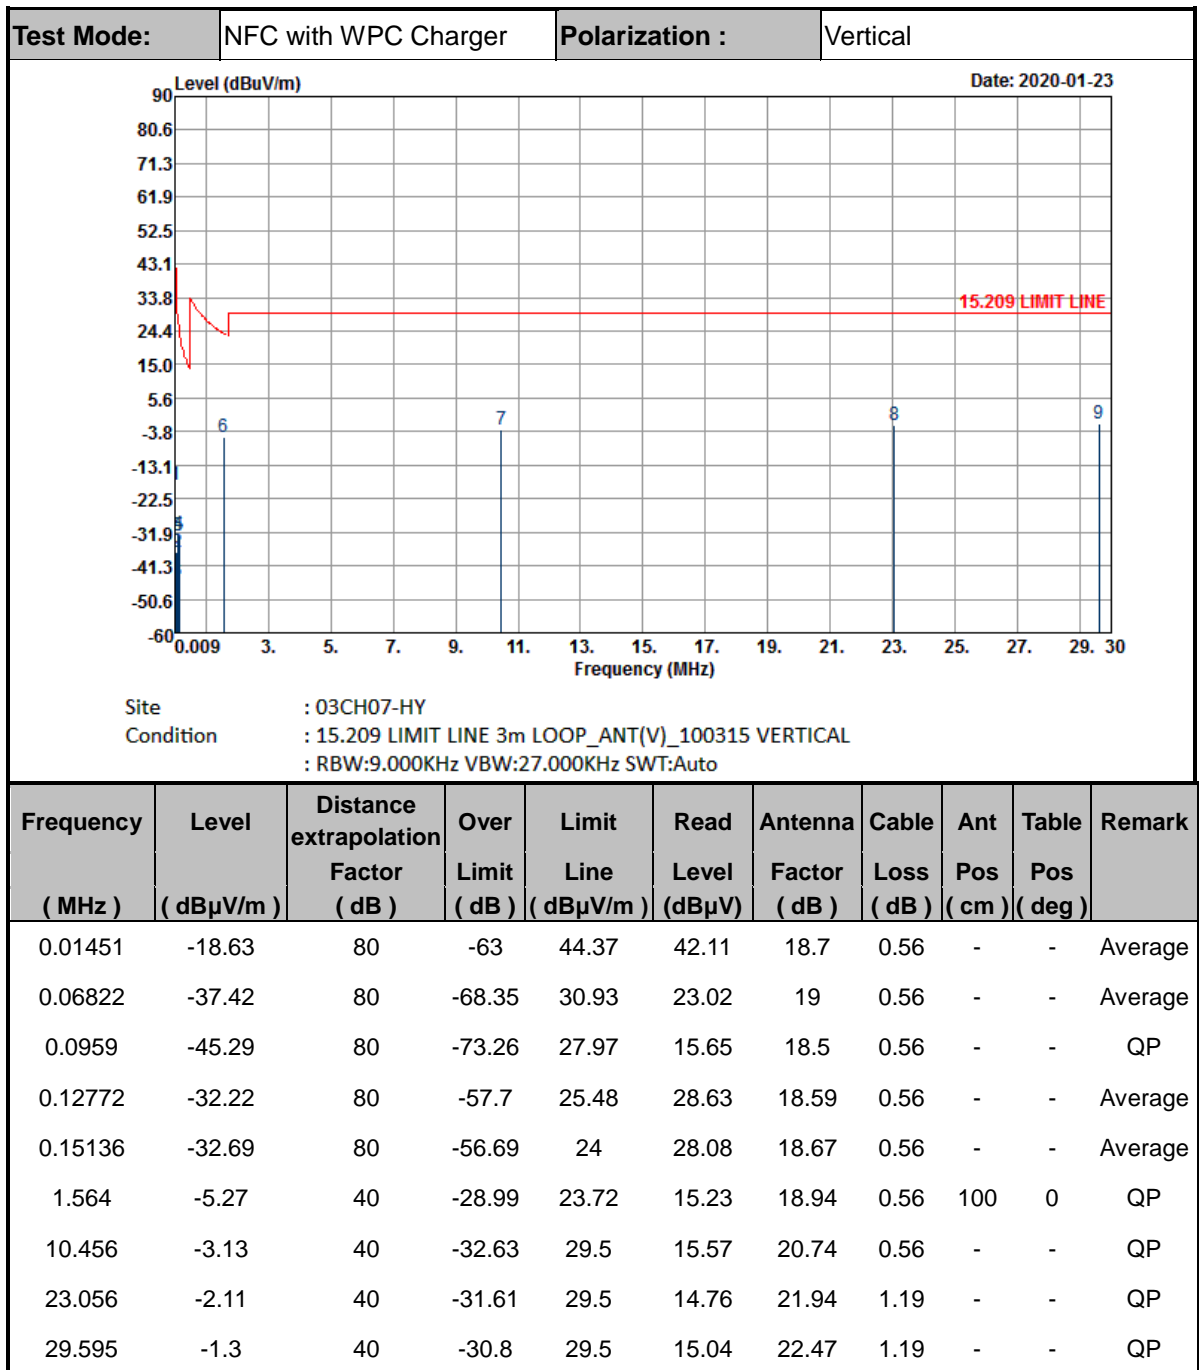 Test Mode: NFC with WPC Charger Polarization : Vertical
Level (dBuV/m) Date: 2020-01-23
90
80.6
71.3
61.9
52.5
43.1
33.8 15.209 LIMIT LINE
24.4
15.0
5.6
-3.8 6 7 8 9
-13.1
-22.5
-31.9
-41.3
-50.6
-60
0.009 3. 5. 7. 9. 11. 13. 15. 17. 19. 21. 23. 25. 27. 29. 30
Frequency (MHz)
Site : 03CH07-HY
Condition : 15.209 LIMIT LINE 3m LOOP_ANT(V)_100315 VERTICAL
: RBW:9.000KHz VBW:27.000KHz SWT:Auto
Frequency Level Distance extrapolation Over Limit Read Antenna Cable Ant Table Remark
Factor Limit Line Level Factor Loss Pos Pos
( MHz ) ( dBµV/m ) ( dB ) ( dB ) ( dBµV/m ) (dBµV) ( dB ) ( dB ) ( cm ) ( deg )
0.01451 -18.63 80 -63 44.37 42.11 18.7 0.56 - - Average
0.06822 -37.42 80 -68.35 30.93 23.02 19 0.56 - - Average
0.0959 -45.29 80 -73.26 27.97 15.65 18.5 0.56 - - QP
0.12772 -32.22 80 -57.7 25.48 28.63 18.59 0.56 - - Average
0.15136 -32.69 80 -56.69 24 28.08 18.67 0.56 - - Average
1.564 -5.27 40 -28.99 23.72 15.23 18.94 0.56 100 0 QP
10.456 -3.13 40 -32.63 29.5 15.57 20.74 0.56 - - QP
23.056 -2.11 40 -31.61 29.5 14.76 21.94 1.19 - - QP
29.595 -1.3 40 -30.8 29.5 15.04 22.47 1.19 - - QP